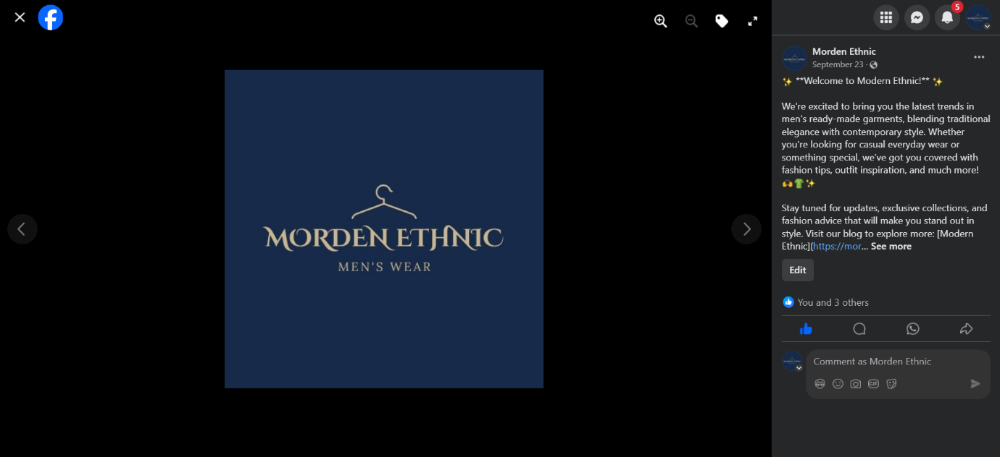 5
Morden Ethnic
September 23 ·
✨ **Welcome to Modern Ethnic!** ✨
We're excited to bring you the latest trends in
men's ready-made garments, blending traditional
elegance with contemporary style. Whether
you're looking for casual everyday wear or
something special, we’ve got you covered with
fashion tips, outfit inspiration, and much more!
🙌👕✨
Stay tuned for updates, exclusive collections, and
fashion advice that will make you stand out in
style. Visit our blog to explore more: [Modern
Ethnic](https://mor... See more
Edit
You and 3 others
Comment as Morden Ethnic
GIF
MORDEN ETHNIC
MEN'S WEAR